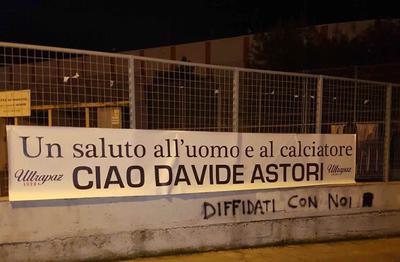 Un saluto all'uomo e al calciatore
Ultrapaz
CIAO DAVIDE ASTORI
Ultrapaz
DIFFIDATI CON NOI